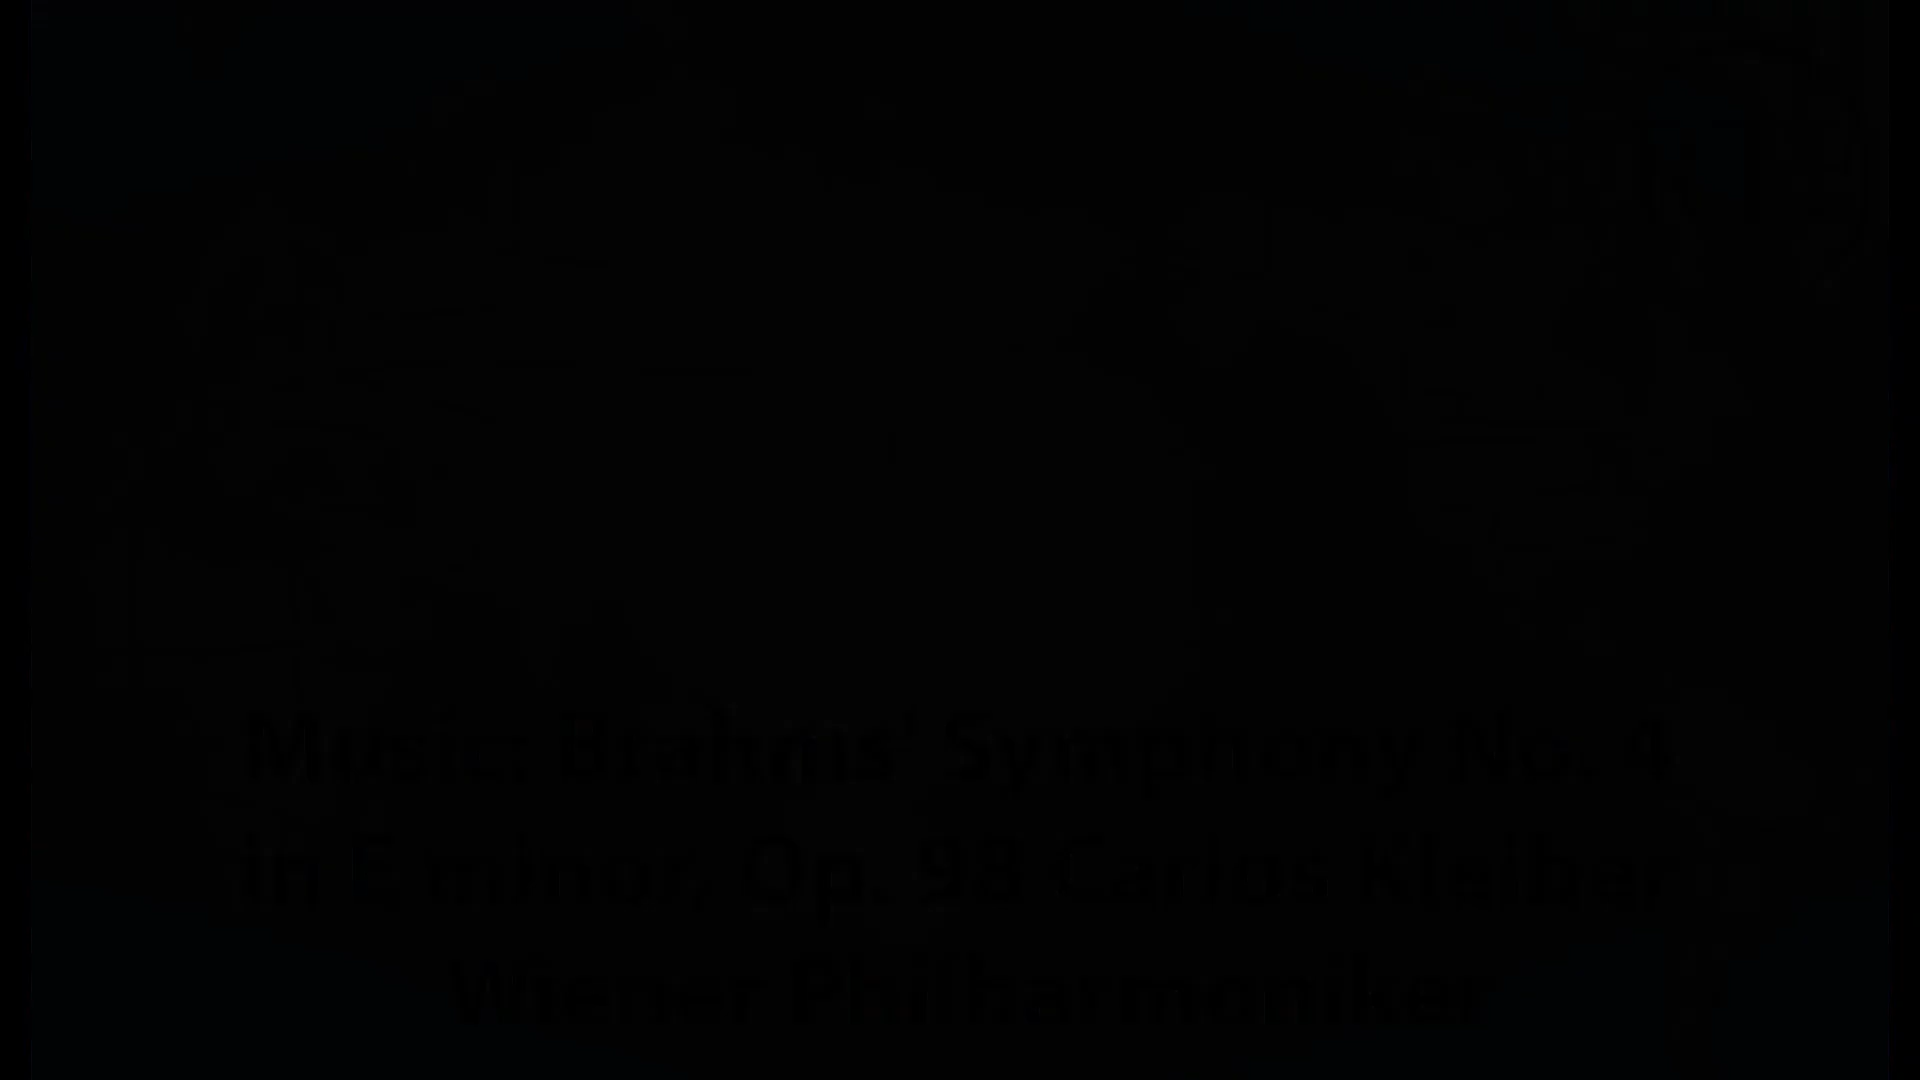 Music: Brahms' Symphony No. 4
in E minor, Op. 98 Carlos Kleiber
Wiener Philharmoniker